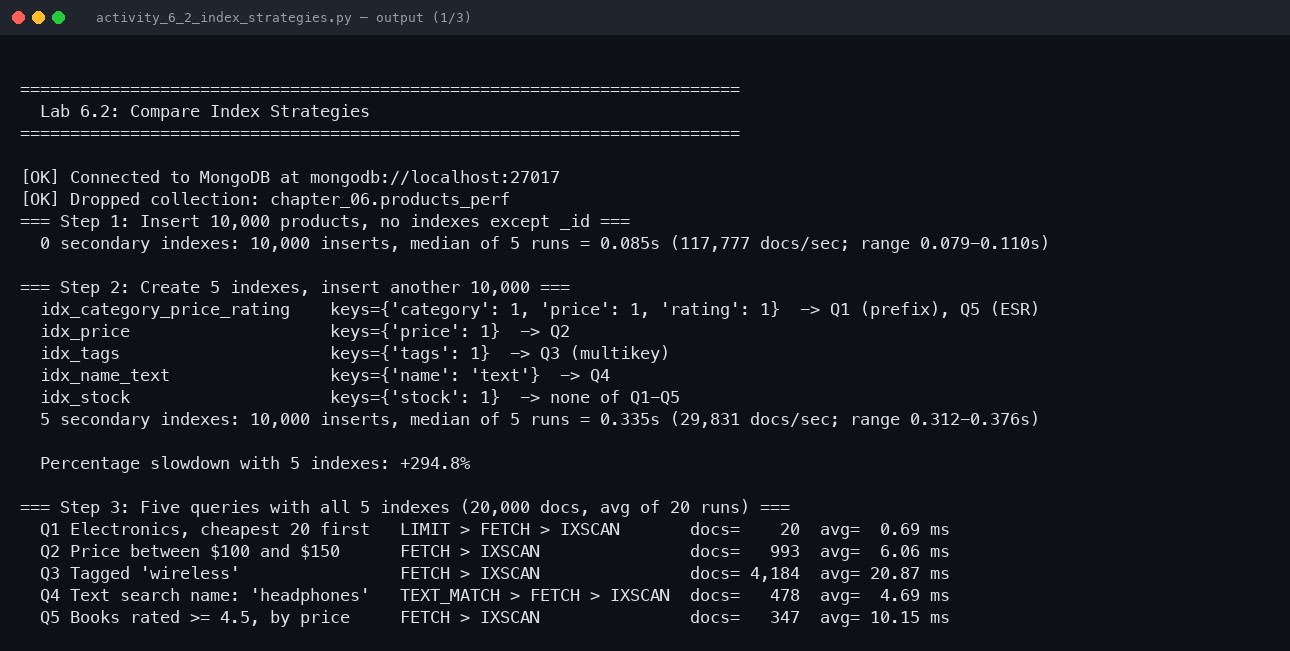 activity_6_2_index_strategies.py — output (1/3)
========================================================================
  Lab 6.2: Compare Index Strategies
========================================================================
[OK] Connected to MongoDB at mongodb://localhost:27017
[OK] Dropped collection: chapter_06.products_perf
=== Step 1: Insert 10,000 products, no indexes except _id ===
  0 secondary indexes: 10,000 inserts, median of 5 runs = 0.085s (117,777 docs/sec; range 0.079–0.110s)
=== Step 2: Create 5 indexes, insert another 10,000 ===
  idx_category_price_rating    keys={'category': 1, 'price': 1, 'rating': 1}  -> Q1 (prefix), Q5 (ESR)
  idx_price                    keys={'price': 1}  -> Q2
  idx_tags                     keys={'tags': 1}  -> Q3 (multikey)
  idx_name_text                keys={'name': 'text'}  -> Q4
  idx_stock                    keys={'stock': 1}  -> none of Q1–Q5
  5 secondary indexes: 10,000 inserts, median of 5 runs = 0.335s (29,831 docs/sec; range 0.312–0.376s)
  Percentage slowdown with 5 indexes: +294.8%
=== Step 3: Five queries with all 5 indexes (20,000 docs, avg of 20 runs) ===
  Q1 Electronics, cheapest 20 first   LIMIT > FETCH > IXSCAN       docs=    20  avg=  0.69 ms
  Q2 Price between $100 and $150      FETCH > IXSCAN               docs=   993  avg=  6.06 ms
  Q3 Tagged 'wireless'                FETCH > IXSCAN               docs= 4,184  avg= 20.87 ms
  Q4 Text search name: 'headphones'   TEXT_MATCH > FETCH > IXSCAN  docs=   478  avg=  4.69 ms
  Q5 Books rated >= 4.5, by price     FETCH > IXSCAN               docs=   347  avg= 10.15 ms